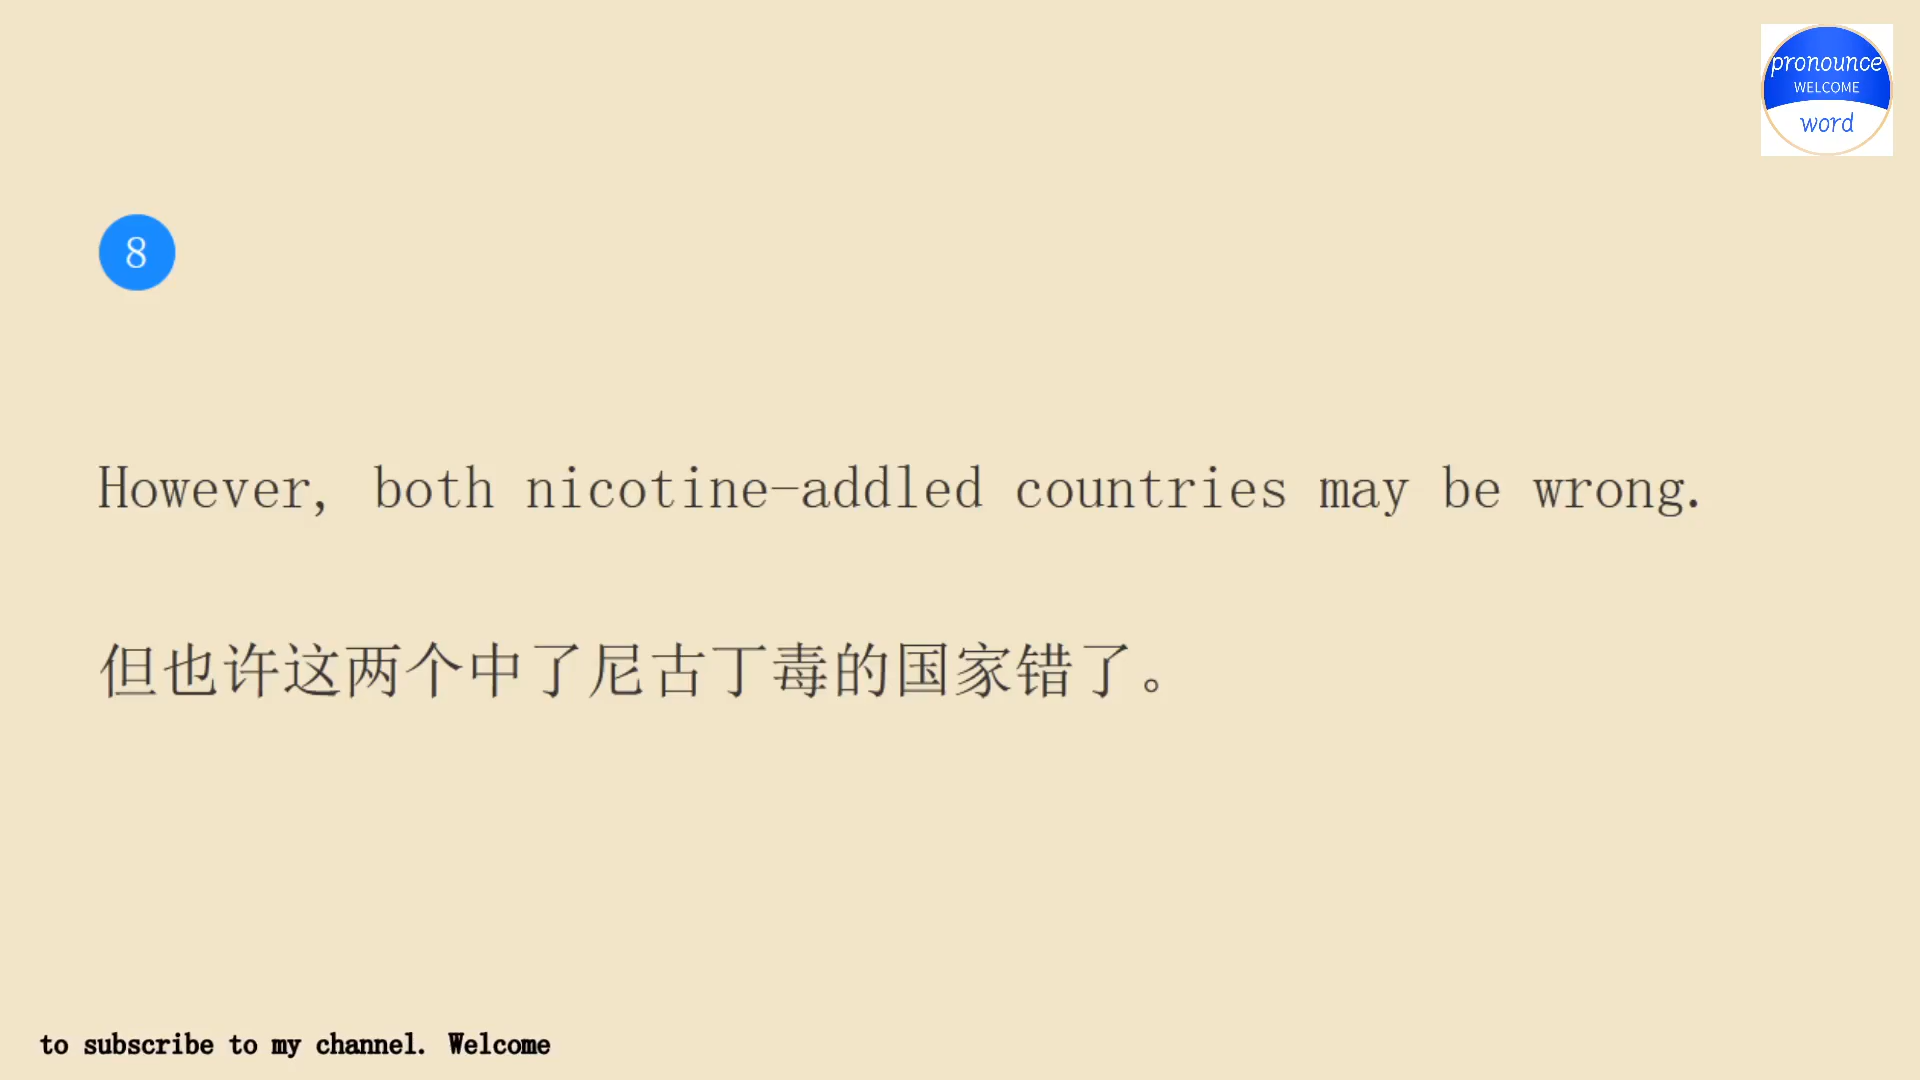 pronounce
WELCOME
word
8
However, both nicotine-addled countries may be wrong.
但也许这两个中了尼古丁毒的国家错了。
to subscribe to my channel. Welcome